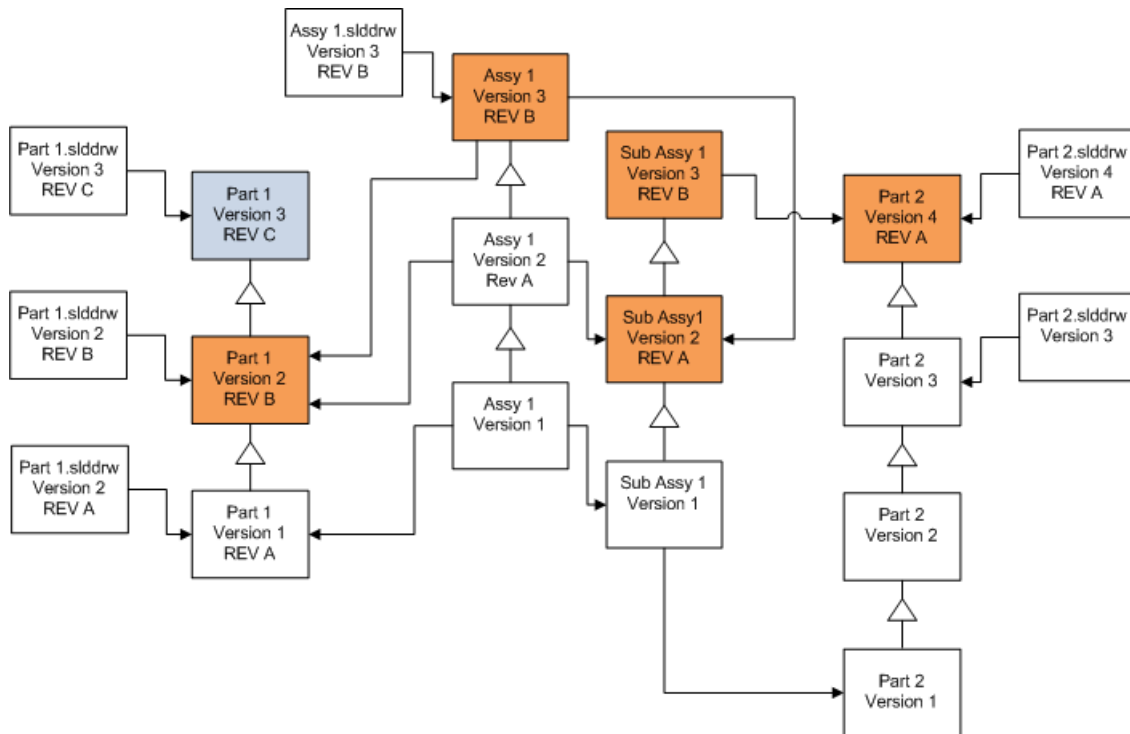 Assy 1.slddrw
Version 3
REV B
Assy 1
Version 3
REV B
Part 1.slddrw
Version 3
REV C
Part 1
Version 3
REV C
Sub Assy 1
Version 3
REV B
Part 2
Version 4
REV A
Part 2.slddrw
Version 4
REV A
Assy 1
Version 2
Rev A
Part 1.slddrw
Version 2
REV B
Part 1
Version 2
REV B
Sub Assy1
Version 2
REV A
Part 2
Version 3
Part 2.slddrw
Version 3
Assy 1
Version 1
Part 1.slddrw
Version 2
REV A
Part 1
Version 1
REV A
Sub Assy 1
Version 1
Part 2
Version 2
Part 2
Version 1